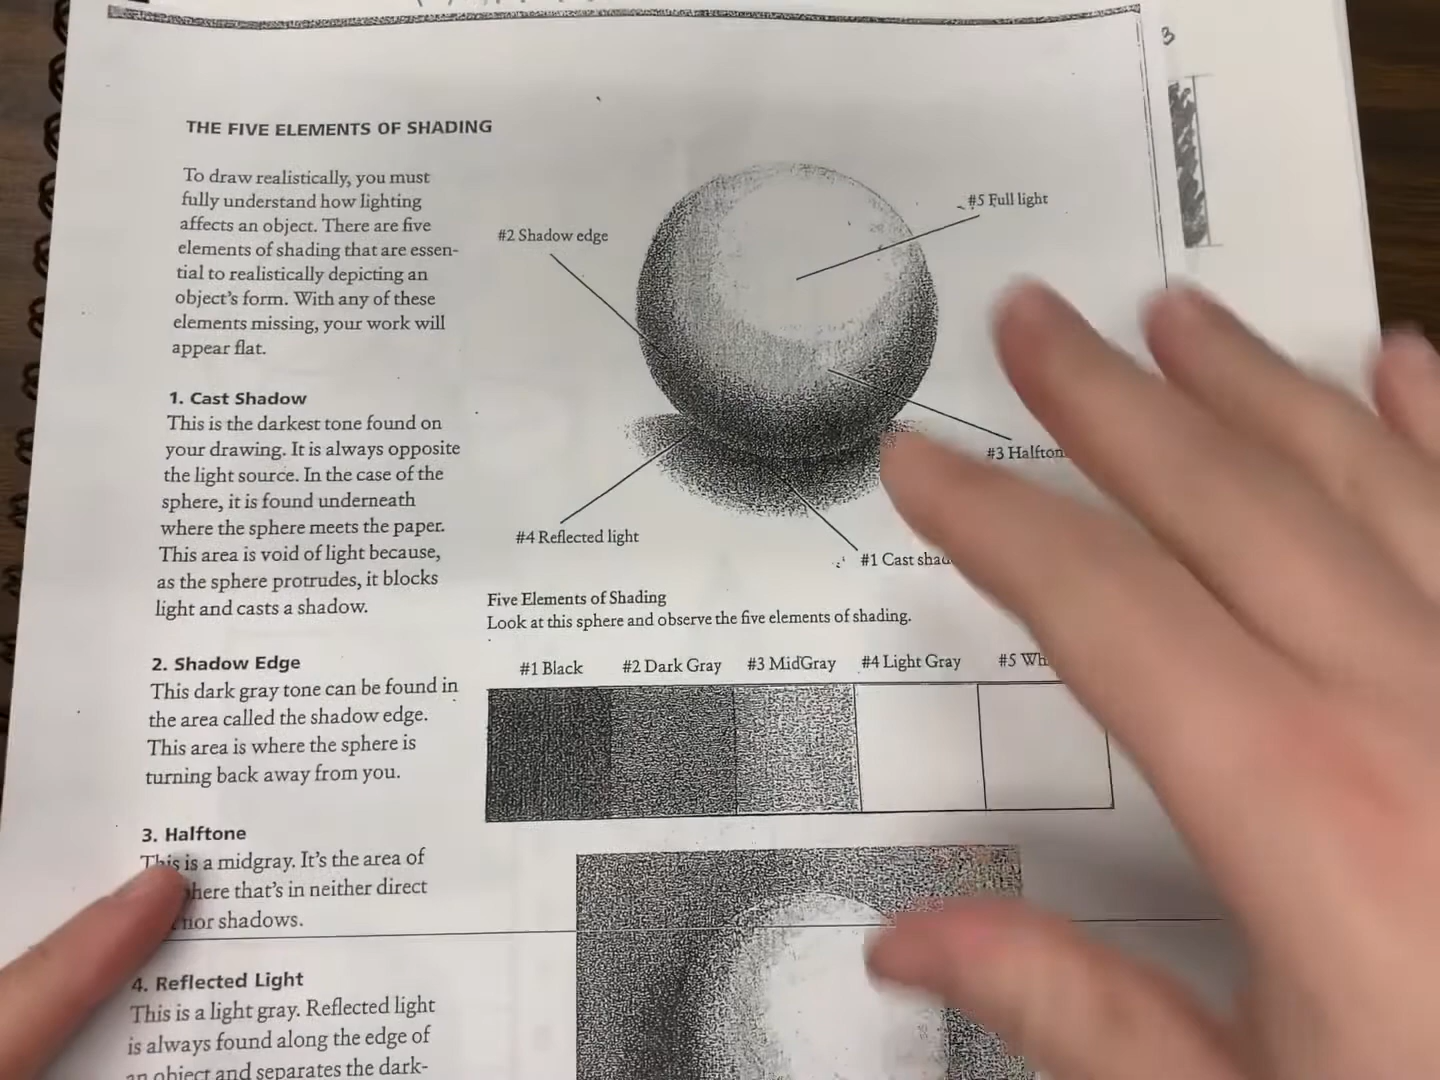 3
THE FIVE ELEMENTS OF SHADING
To draw realistically, you must
fully understand how lighting
affects an object. There are five
elements of shading that are essen-
tial to realistically depicting an
object's form. With any of these
elements missing, your work will
appear flat.
1. Cast Shadow
This is the darkest tone found on
your drawing. It is always opposite
the light source. In the case of the
sphere, it is found underneath
where the sphere meets the paper.
This area is void of light because,
as the sphere protrudes, it blocks
light and casts a shadow.
2. Shadow Edge
This dark gray tone can be found in
the area called the shadow edge.
This area is where the sphere is
turning back away from you.
3. Halftone
This is a midgray. It's the area of
that's in neither direct
nor shadows.
4. Reflected Light
This is a light gray. Reflected light
is always found along the edge of
an object and separates the dark-
#5 Full light
#2 Shadow edge
#3
#4 Reflected light
#1 Cast
Five Elements of Shading
Look at this sphere and observe the five elements of shading.
#1 Black #2 Dark Gray #3 MidGray #4 Light Gray #5